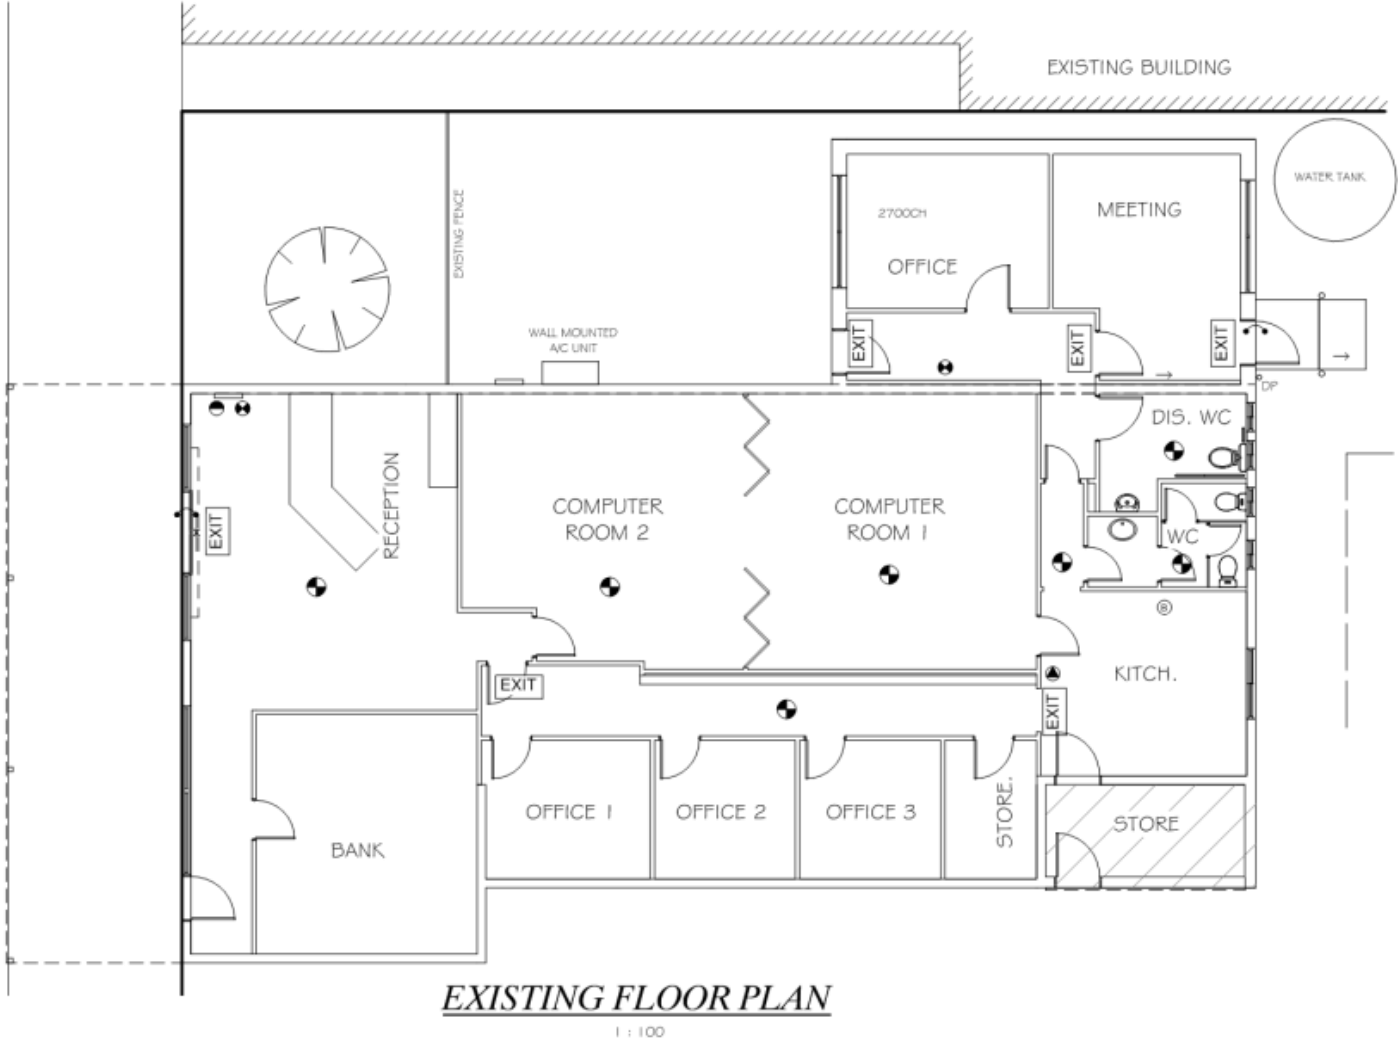 EXISTING BUILDING
WATER TANK
EXISTING FENCE
2700CH
OFFICE
MEETING
WALL MOUNTED
A/C UNIT
EXIT
EXIT
EXIT
DP
DIS. WC
RECEPTION
COMPUTER
ROOM 2
COMPUTER
ROOM 1
EXIT
WC
B
KITCH.
EXIT
EXIT
OFFICE 1
OFFICE 2
OFFICE 3
STORE.
STORE
BANK
EXISTING FLOOR PLAN
1 : 100